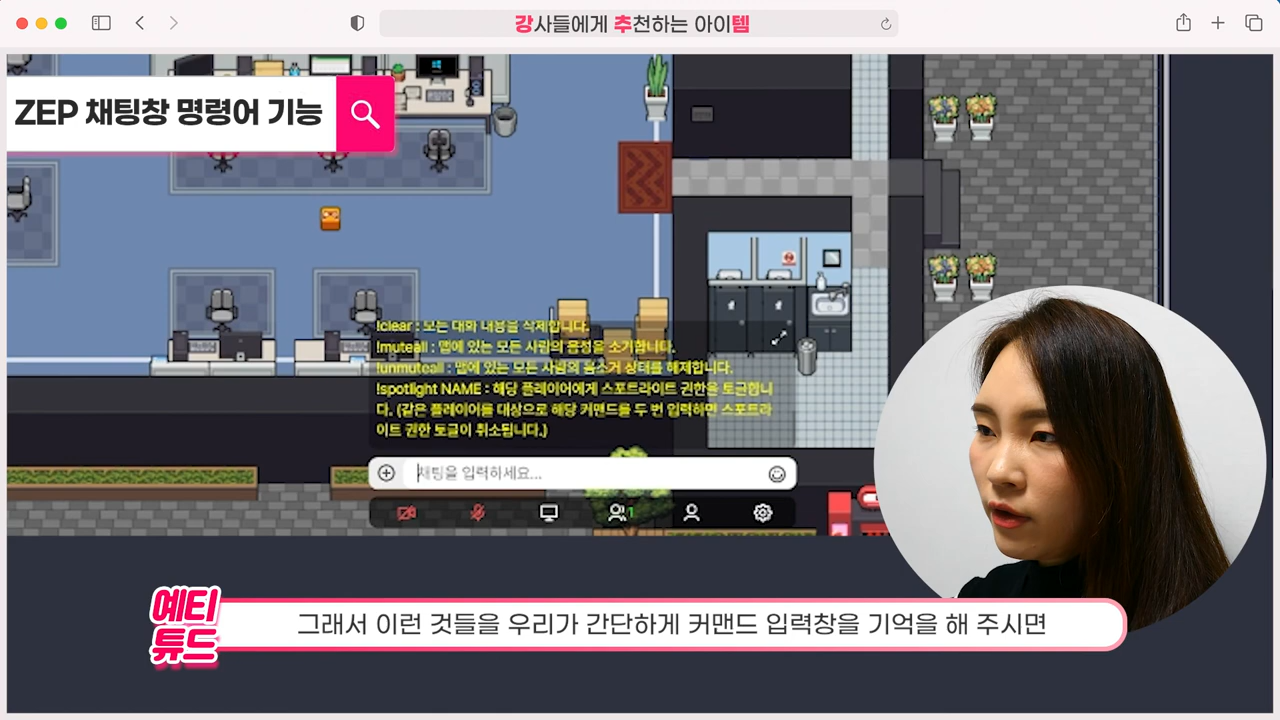 강사들에게 추천하는 아이템
ZEP 채팅창 명령어 기능
!clear : 모든 대화 내용을 삭제합니다.
!muteall : 맵에 있는 모든 사람의 음성을 소거합니다.
!unmuteall : 맵에 있는 모든 사람의 음소거 상태를 해제합니다.
!spotlight NAME : 해당 플레이어에게 스포트라이트 권한을 토글합니
다. (같은 플레이어를 대상으로 해당 커맨드를 두 번 입력하면 스포트라
이트 권한 토글이 취소됩니다.)
채팅을 입력하세요...
1
예티
튜드
그래서 이런 것들을 우리가 간단하게 커맨드 입력창을 기억을 해 주시면